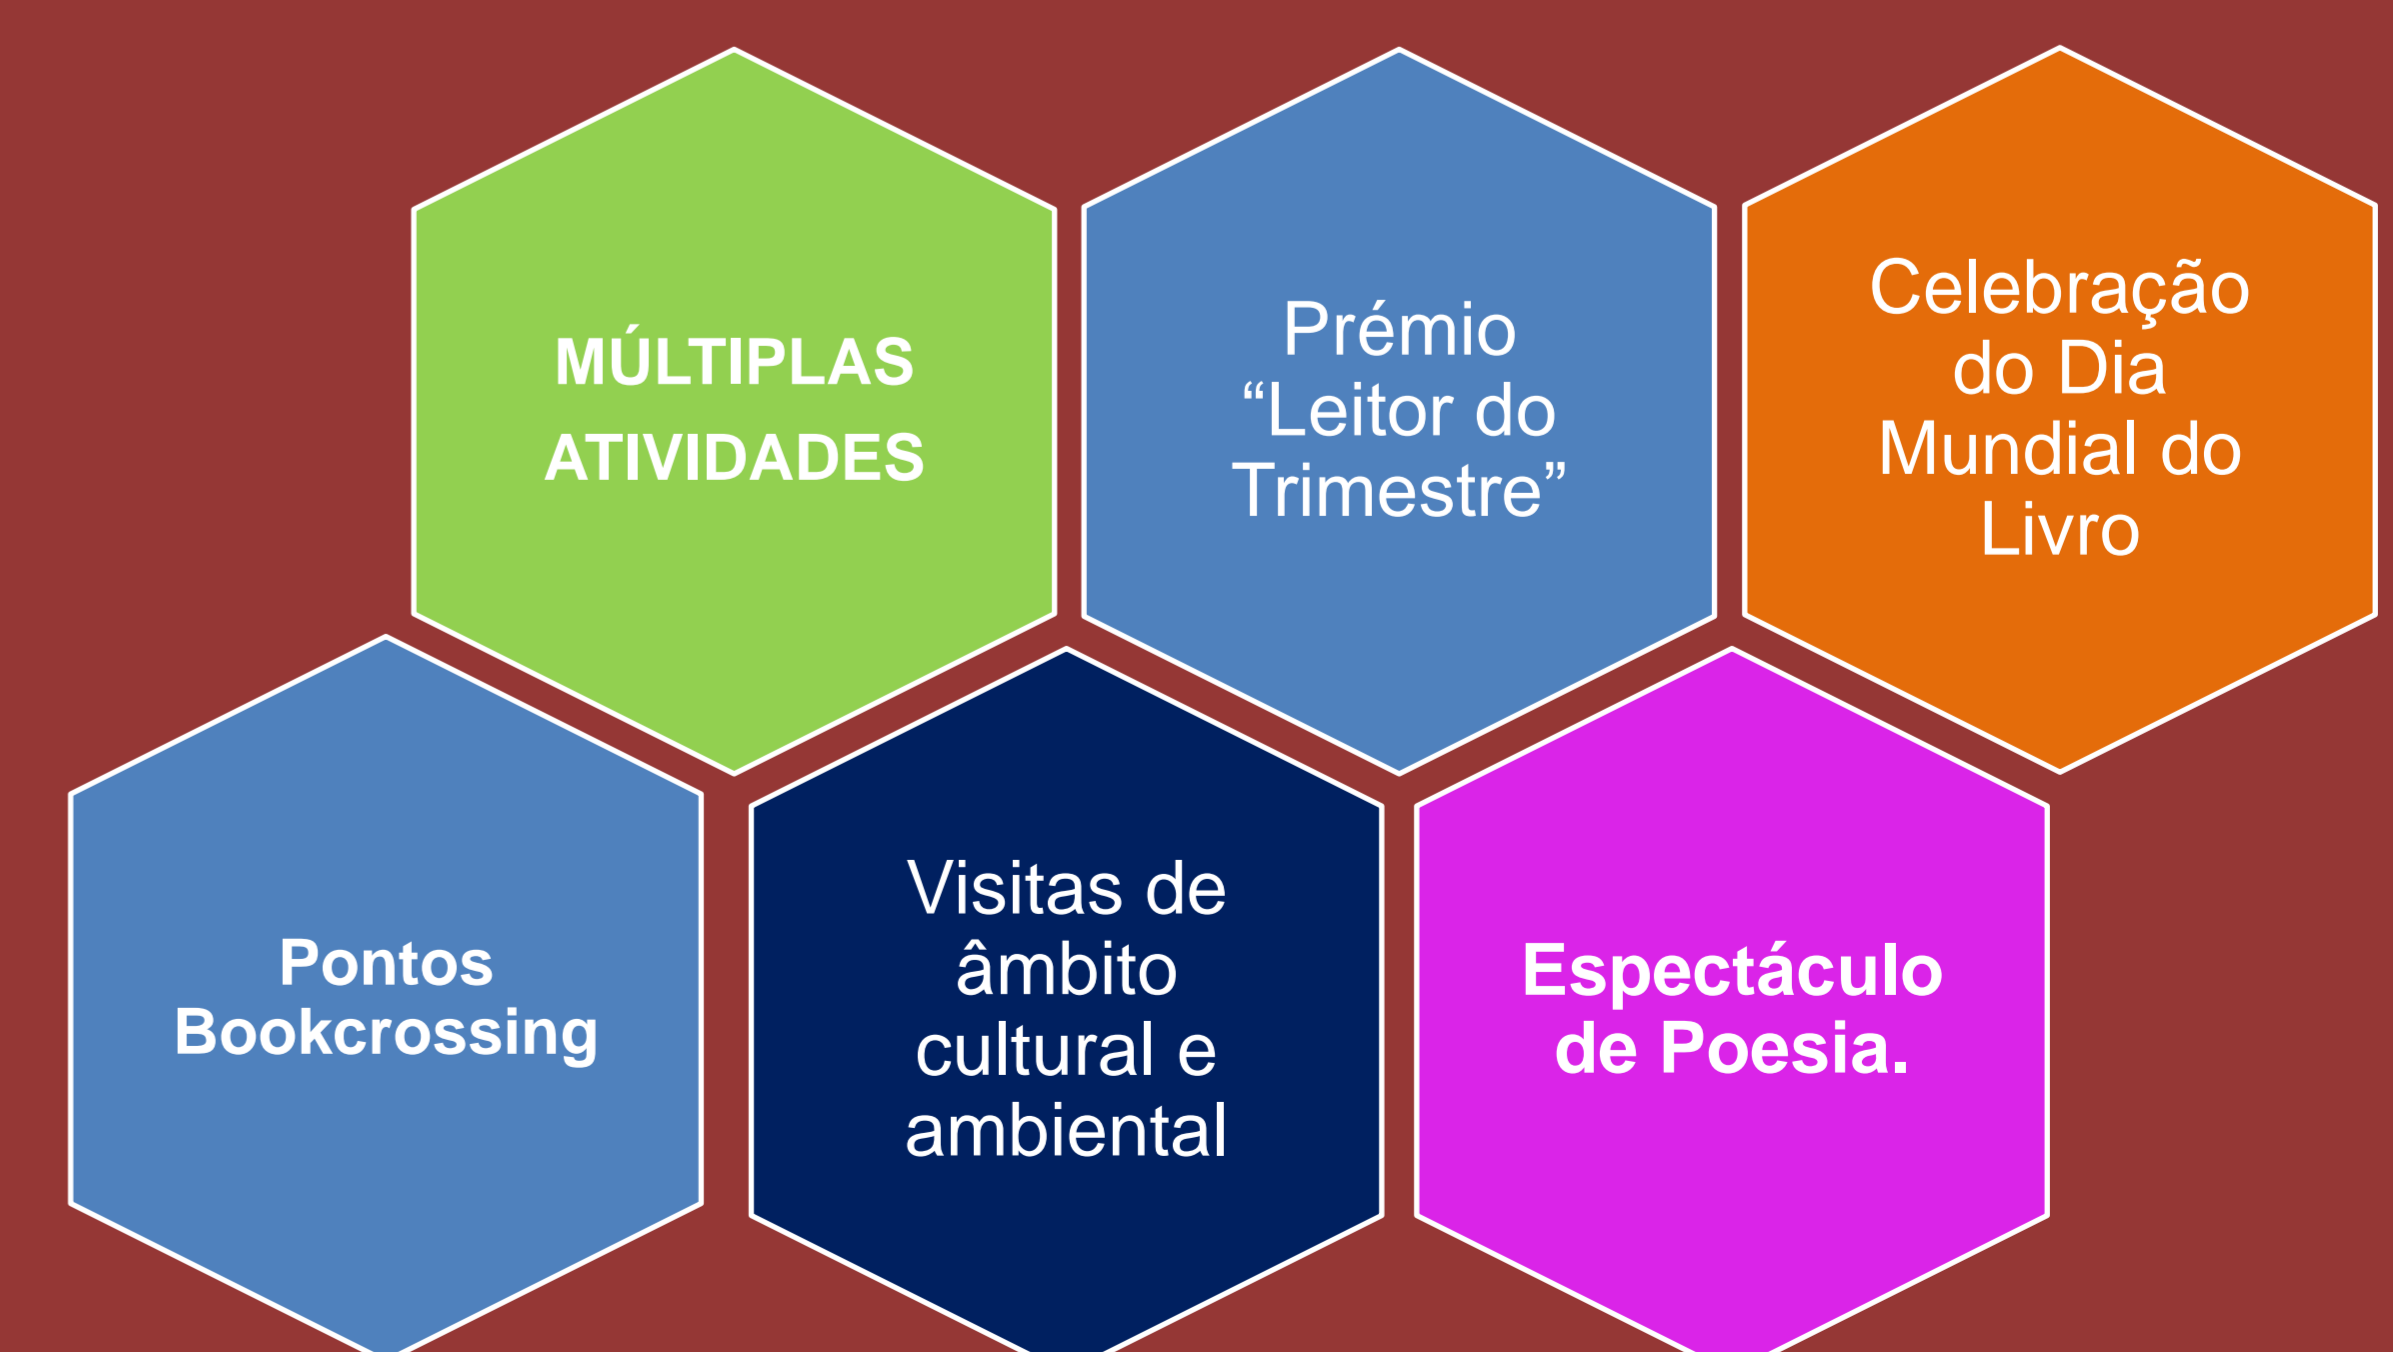 MÚLTIPLAS
ATIVIDADES
Prémio
“Leitor do
Trimestre”
Celebração
do Dia
Mundial do
Livro
Pontos
Bookcrossing
Visitas de
âmbito
cultural e
ambiental
Espectáculo
de Poesia.